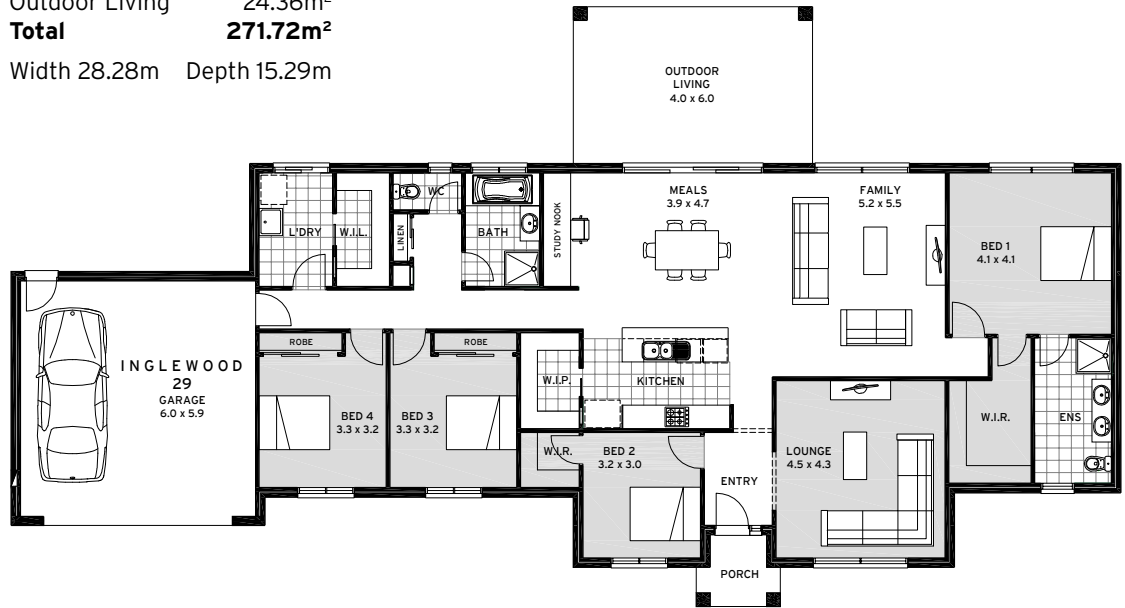 Outdoor Living 24.36m²
Total 271.72m²
Width 28.28m Depth 15.29m
OUTDOOR
LIVING
4.0 x 6.0
MEALS
3.9 x 4.7
FAMILY
5.2 x 5.5
WC
L'DRY
W.I.L.
LINEN
BATH
STUDY NOOK
BED 1
4.1 x 4.1
INGLEWOOD
29
GARAGE
6.0 x 5.9
ROBE
ROBE
BED 4
3.3 x 3.2
BED 3
3.3 x 3.2
W.I.P.
KITCHEN
W.I.R.
BED 2
3.2 x 3.0
ENTRY
LOUNGE
4.5 x 4.3
W.I.R.
ENS
PORCH